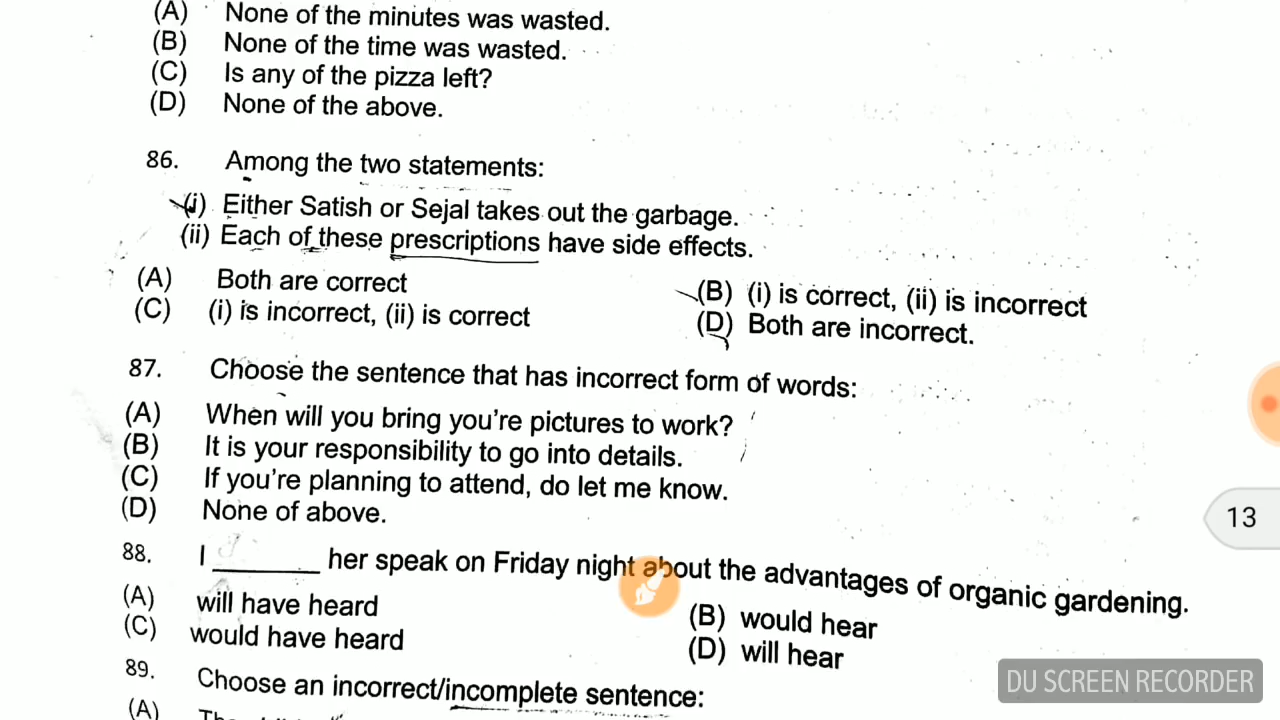 (A) None of the minutes was wasted.
(B) None of the time was wasted.
(C) Is any of the pizza left?
(D) None of the above.
86. Among the two statements:
(i) Either Satish or Sejal takes out the garbage.
(ii) Each of these prescriptions have side effects.
(A) Both are correct (B) (i) is correct, (ii) is incorrect
(C) (i) is incorrect, (ii) is correct (D) Both are incorrect.
87. Choose the sentence that has incorrect form of words:
(A) When will you bring you're pictures to work?
(B) It is your responsibility to go into details.
(C) If you're planning to attend, do let me know.
(D) None of above.
13
88. I ______ her speak on Friday night about the advantages of organic gardening.
(A) will have heard (B) would hear
(C) would have heard (D) will hear
89. Choose an incorrect/incomplete sentence:
(A)
DU SCREEN RECORDER